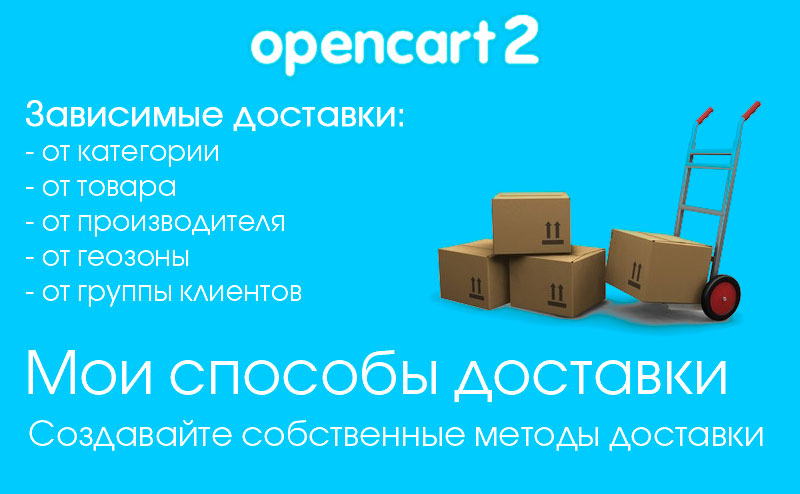 opencart 2
Зависимые доставки:
- от категории
- от товара
- от производителя
- от геозоны
- от группы клиентов
Мои способы доставки
Создавайте собственные методы доставки